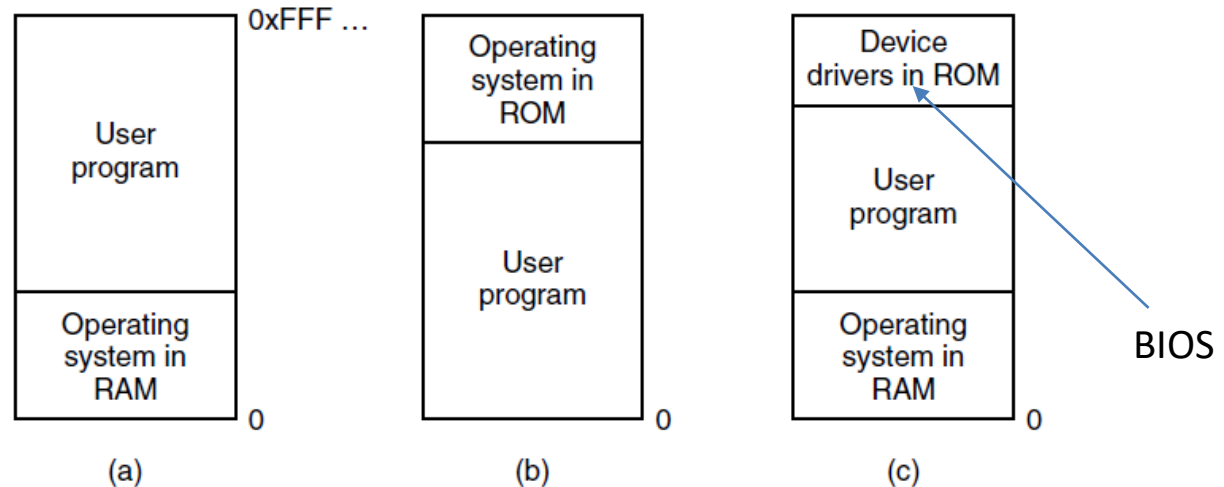 0xFFF …
User
program
Operating
system in
RAM
0
(a)
Operating
system in
ROM
User
program
0
(b)
Device
drivers in ROM
User
program
Operating
system in
RAM
0
BIOS
(c)